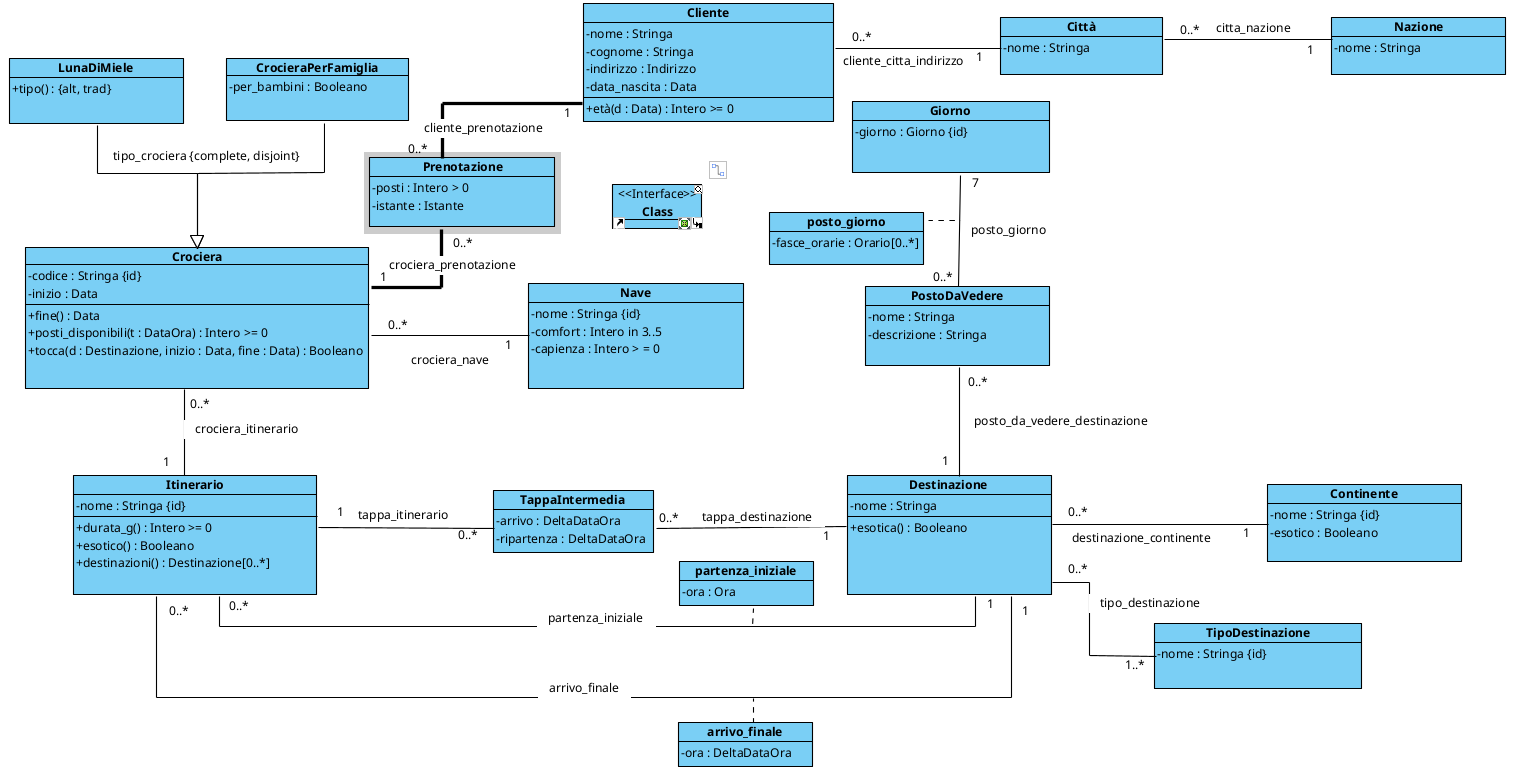 Cliente
-nome : Stringa
-cognome : Stringa
-indirizzo : Indirizzo
-data_nascita : Data
+età(d : Data) : Intero >= 0
0..*
cliente_citta_indirizzo
1
Città
-nome : Stringa
0..*
citta_nazione
1
Nazione
-nome : Stringa
LunaDiMiele
+tipo() : {alt, trad}
CrocieraPerFamiglia
-per_bambini : Booleano
tipo_crociera {complete, disjoint}
1
cliente_prenotazione
0..*
Prenotazione
-posti : Intero > 0
-istante : Istante
0..*
crociera_prenotazione
1
<<Interface>>
Class
Giorno
-giorno : Giorno {id}
7
posto_giorno
0..*
posto_giorno
-fasce_orarie : Orario[0..*]
Crociera
-codice : Stringa {id}
-inizio : Data
+fine() : Data
+posti_disponibili(t : DataOra) : Intero >= 0
+tocca(d : Destinazione, inizio : Data, fine : Data) : Booleano
0..*
1
crociera_nave
Nave
-nome : Stringa {id}
-comfort : Intero in 3..5
-capienza : Intero > = 0
PostoDaVedere
-nome : Stringa
-descrizione : Stringa
0..*
posto_da_vedere_destinazione
1
0..*
crociera_itinerario
1
Itinerario
-nome : Stringa {id}
+durata_g() : Intero >= 0
+esotico() : Booleano
+destinazioni() : Destinazione[0..*]
1
tappa_itinerario
0..*
TappaIntermedia
-arrivo : DeltaDataOra
-ripartenza : DeltaDataOra
0..*
tappa_destinazione
1
Destinazione
-nome : Stringa
+esotica() : Booleano
0..*
destinazione_continente
1
Continente
-nome : Stringa {id}
-esotico : Booleano
0..*
tipo_destinazione
1..*
TipoDestinazione
-nome : Stringa {id}
partenza_iniziale
-ora : Ora
0..*
0..*
partenza_iniziale
1
1
arrivo_finale
arrivo_finale
-ora : DeltaDataOra